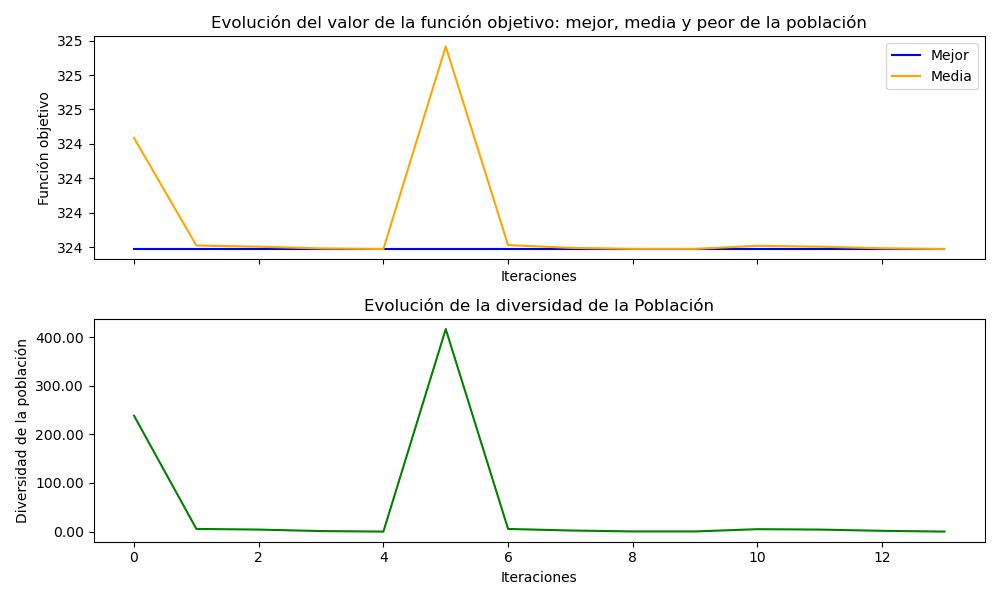 Evolución del valor de la función objetivo: mejor, media y peor de la población
325
325
325
324
324
324
324
Función objetivo
Mejor
Media
Iteraciones
Evolución de la diversidad de la Población
400.00
300.00
200.00
100.00
0.00
Diversidad de la población
0 2 4 6 8 10 12
Iteraciones